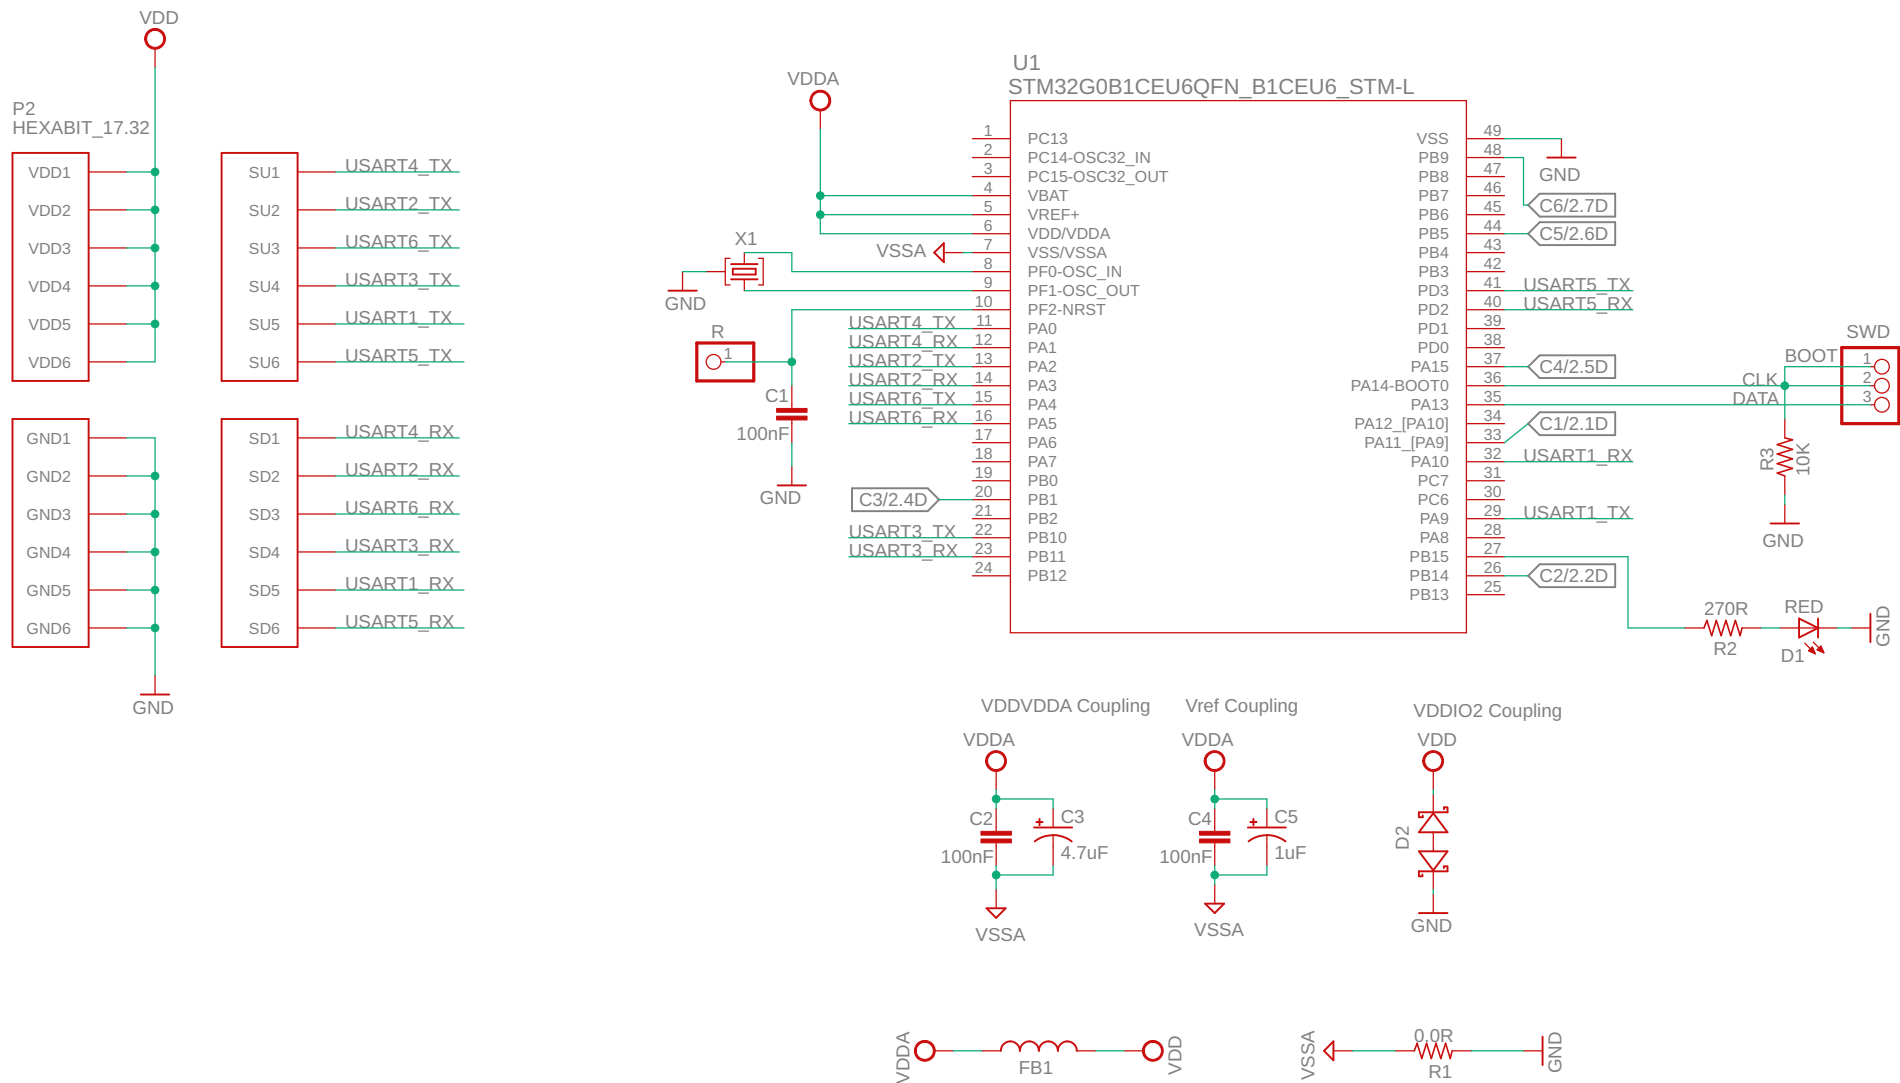 VDD
P2
HEXABIT_17.32
VDD1
VDD2
VDD3
VDD4
VDD5
VDD6
SU1 USART4_TX
SU2 USART2_TX
SU3 USART6_TX
SU4 USART3_TX
SU5 USART1_TX
SU6 USART5_TX
GND1
GND2
GND3
GND4
GND5
GND6
GND
SD1 USART4_RX
SD2 USART2_RX
SD3 USART6_RX
SD4 USART3_RX
SD5 USART1_RX
SD6 USART5_RX
VDDA
VSSA
X1
GND
R
1
C1
100nF
GND
U1
STM32G0B1CEU6QFN_B1CEU6_STM-L
1 PC13
2 PC14-OSC32_IN
3 PC15-OSC32_OUT
4 VBAT
5 VREF+
6 VDD/VDDA
7 VSS/VSSA
8 PF0-OSC_IN
9 PF1-OSC_OUT
10 PF2-NRST
USART4_TX 11 PA0
USART4_RX 12 PA1
USART2_TX 13 PA2
USART2_RX 14 PA3
USART6_TX 15 PA4
USART6_RX 16 PA5
17 PA6
18 PA7
19 PB0
C3/2.4D 20 PB1
21 PB2
USART3_TX 22 PB10
USART3_RX 23 PB11
24 PB12
VSS 49
GND
PB9 48 C6/2.7D
PB8 47
PB7 46
PB6 45
PB5 44 C5/2.6D
PB4 43
PB3 42
PD3 41 USART5_TX
PD2 40 USART5_RX
PD1 39
PD0 38
PA15 37 C4/2.5D
PA14-BOOT0 36 CLK
PA13 35 DATA
PA12_[PA10] 34
PA11_[PA9] 33 C1/2.1D
PA10 32 USART1_RX
PC7 31
PC6 30
PA9 29 USART1_TX
PA8 28
PB15 27
PB14 26 C2/2.2D
PB13 25
SWD
BOOT
1
2
3
R3
10K
GND
270R
R2
RED
D1
GND
VDDVDDA Coupling
VDDA
C2
100nF
C3
4.7uF
VSSA
Vref Coupling
VDDA
C4
100nF
C5
1uF
VSSA
VDDIO2 Coupling
VDD
D2
GND
VDDA
FB1
VDD
VSSA
0.0R
R1
GND